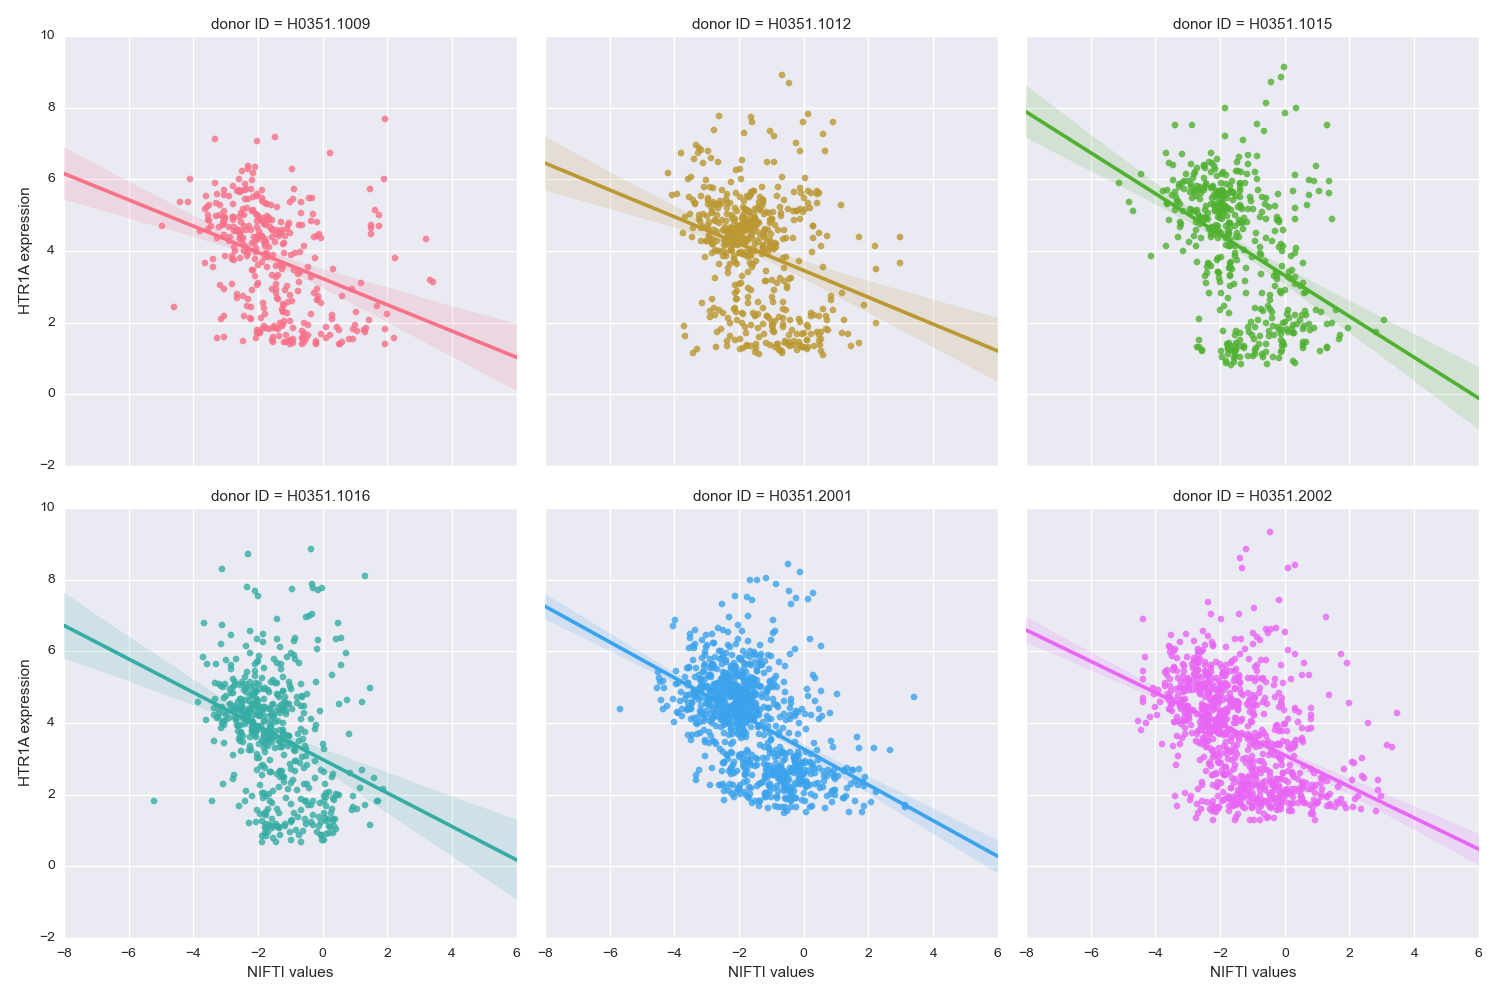 donor ID = H0351.1009 donor ID = H0351.1012 donor ID = H0351.1015
10
8
6
4
2
0
−2
HTR1A expression
donor ID = H0351.1016 donor ID = H0351.2001 donor ID = H0351.2002
10
8
6
4
2
0
−2
HTR1A expression
−8 −6 −4 −2 0 2 4 6 −8 −6 −4 −2 0 2 4 6 −8 −6 −4 −2 0 2 4 6
NIFTI values NIFTI values NIFTI values